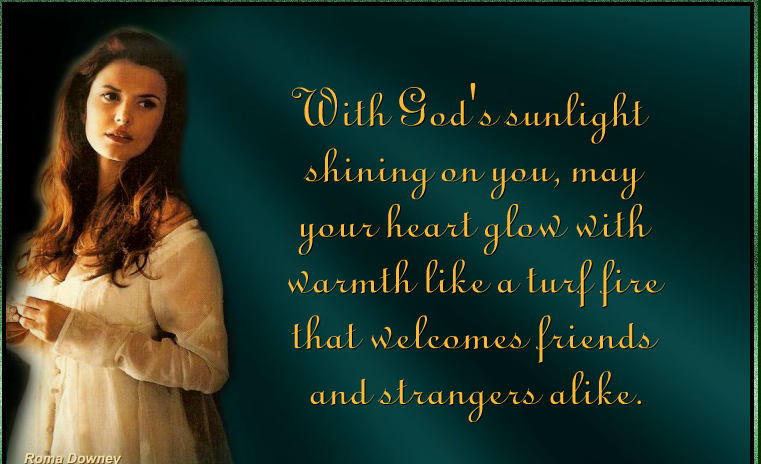 With God's sunlight
shining on you, may
your heart glow with
warmth like a turf fire
that welcomes friends
and strangers alike.
Roma Downey